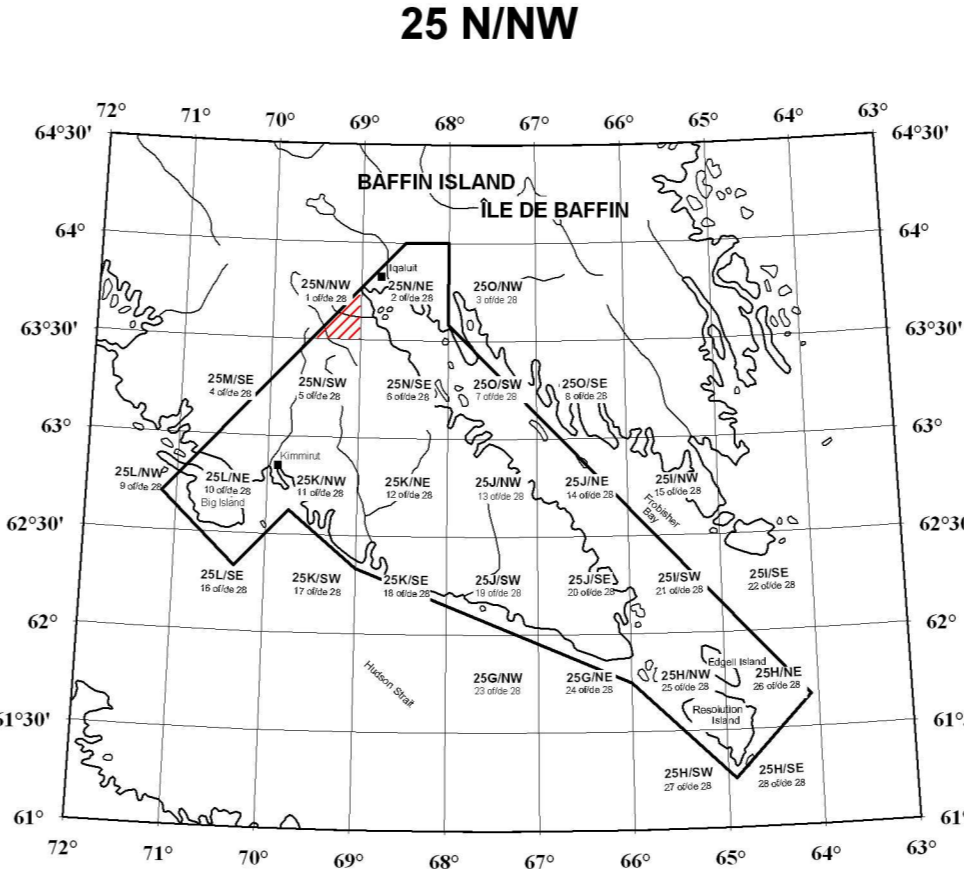 25 N/NW
72° 71° 70° 69° 68° 67° 66° 65° 64° 63°
64°30' 64°30'
BAFFIN ISLAND
ÎLE DE BAFFIN
64° 64°
Iqaluit
25N/NW 25N/NE 25O/NW
1 of/de 28 2 of/de 28 3 of/de 28
63°30' 63°30'
25M/SE 25N/SW 25N/SE 25O/SW 25O/SE
4 of/de 28 5 of/de 28 6 of/de 28 7 of/de 28 8 of/de 28
63° 63°
Kimmirut
25L/NW 25L/NE 25K/NW 25K/NE 25J/NW 25J/NE 25I/NW
9 of/de 28 10 of/de 28 11 of/de 28 12 of/de 28 13 of/de 28 14 of/de 28 15 of/de 28
Big Island
Frobisher
Bay
62°30' 62°30
25L/SE 25K/SW 25K/SE 25J/SW 25J/SE 25I/SW 25I/SE
16 of/de 28 17 of/de 28 18 of/de 28 19 of/de 28 20 of/de 28 21 of/de 28 22 of/de 28
62° 62°
Edgell Island
Hudson Strait
25G/NW 25G/NE 25H/NW 25H/NE
23 of/de 28 24 of/de 28 25 of/de 28 26 of/de 28
Resolution
Island
61°30' 61°
25H/SW 25H/SE
27 of/de 28 28 of/de 28
61° 61°
72° 71° 70° 69° 68° 67° 66° 65° 64° 63°